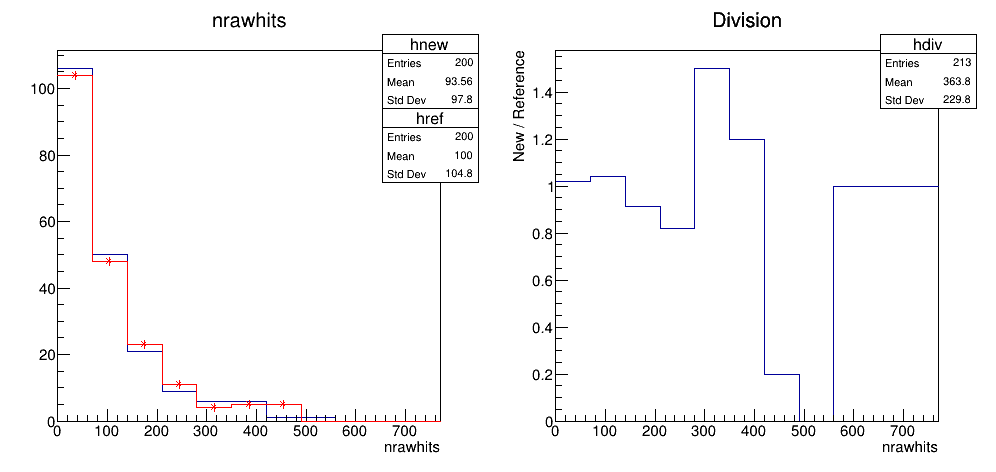 nrawhits
hnew
Entries 200
Mean 93.56
Std Dev 97.8
href
Entries 200
Mean 100
Std Dev 104.8
100
80
60
40
20
0
0 100 200 300 400 500 600 700
nrawhits
Division
hdiv
Entries 213
Mean 363.8
Std Dev 229.8
New / Reference
1.4
1.2
1
0.8
0.6
0.4
0.2
0
0 100 200 300 400 500 600 700
nrawhits